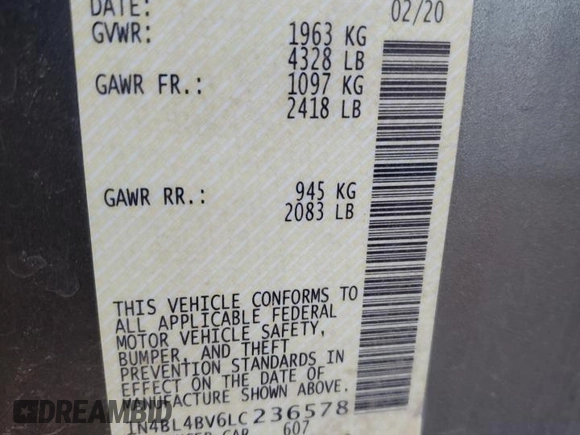 DATE: 02/20
GVWR: 1963 KG
4328 LB
GAWR FR.: 1097 KG
2418 LB
GAWR RR.: 945 KG
2083 LB
THIS VEHICLE CONFORMS TO
ALL APPLICABLE FEDERAL
MOTOR VEHICLE SAFETY,
BUMPER, AND THEFT
PREVENTION STANDARDS IN
EFFECT ON THE DATE OF
MANUFACTURE SHOWN ABOVE.
1N4BL4BV6LC236578
CAR 607
DREAMBID